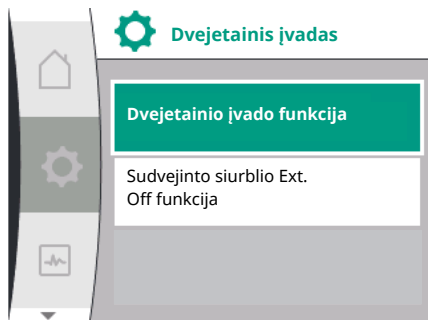 Dvejetainis įvadas
Dvejetainio įvado funkcija
Sudvejinto siurblio Ext.
Off funkcija